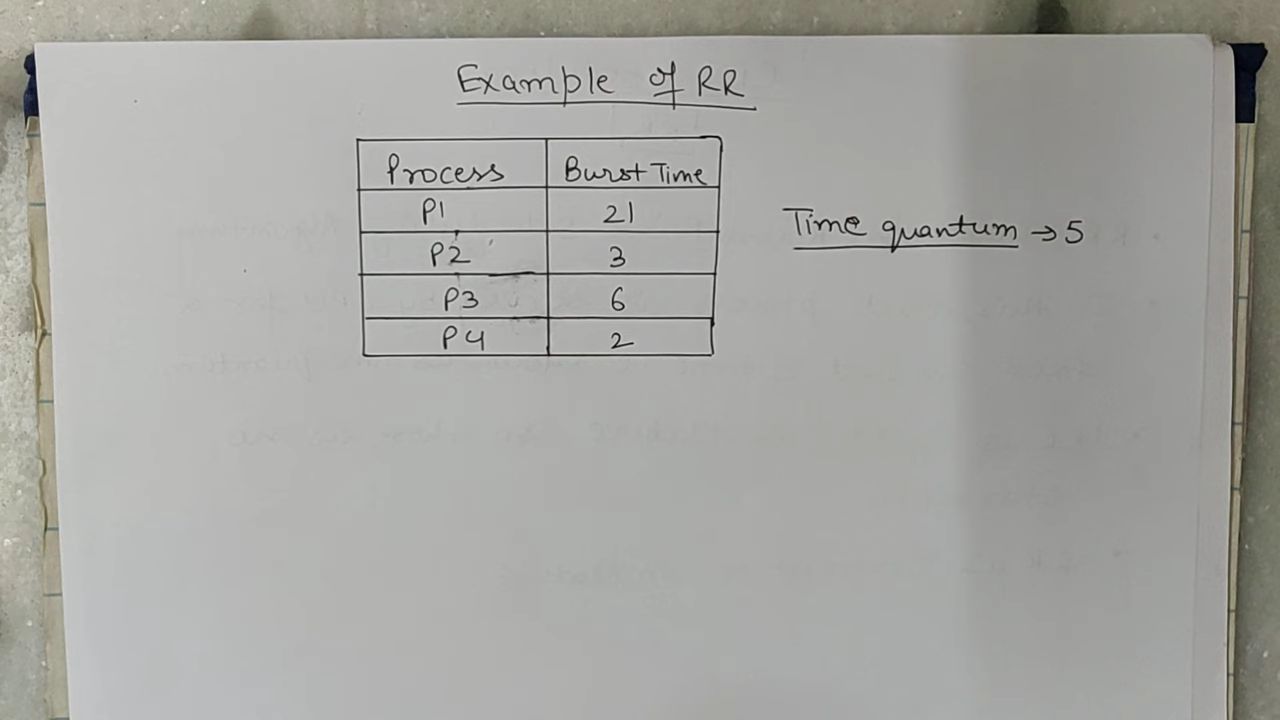 Example of RR
Process Burst Time
P1 21
P2 3
P3 6
P4 2
Time quantum → 5